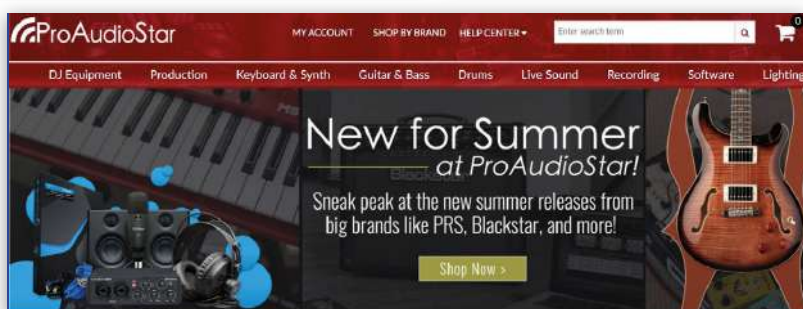 ProAudioStar
MY ACCOUNT SHOP BY BRAND HELP CENTER
Enter search term
0
DJ Equipment Production Keyboard & Synth Guitar & Bass Drums Live Sound Recording Software Lighting
New for Summer
at ProAudioStar!
Sneak peak at the new summer releases from
big brands like PRS, Blackstar, and more!
Shop Now >